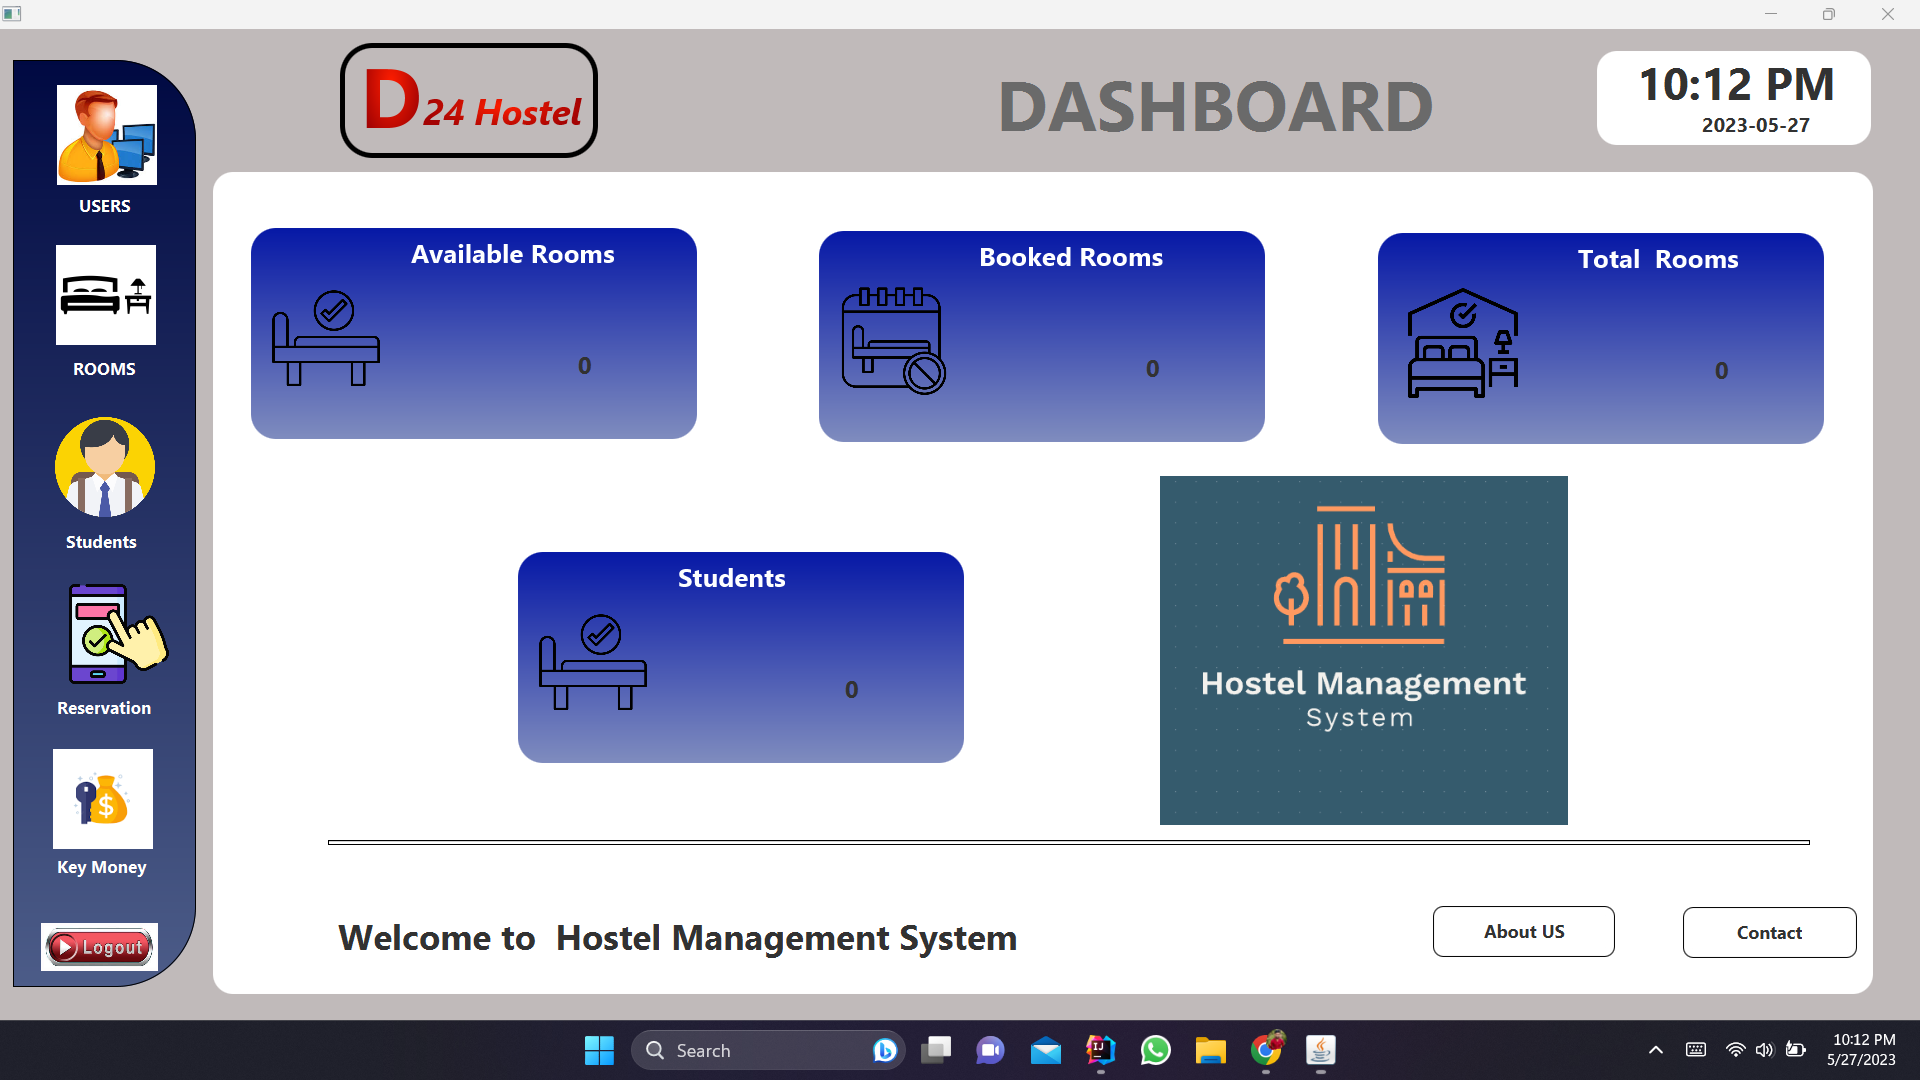 D24 Hostel
DASHBOARD
10:12 PM
2023-05-27
USERS
ROOMS
Students
Reservation
Key Money
Logout
Available Rooms
0
Booked Rooms
0
Total  Rooms
0
Students
0
Hostel Management
System
Welcome to  Hostel Management System
About US
Contact
Search
10:12 PM
5/27/2023